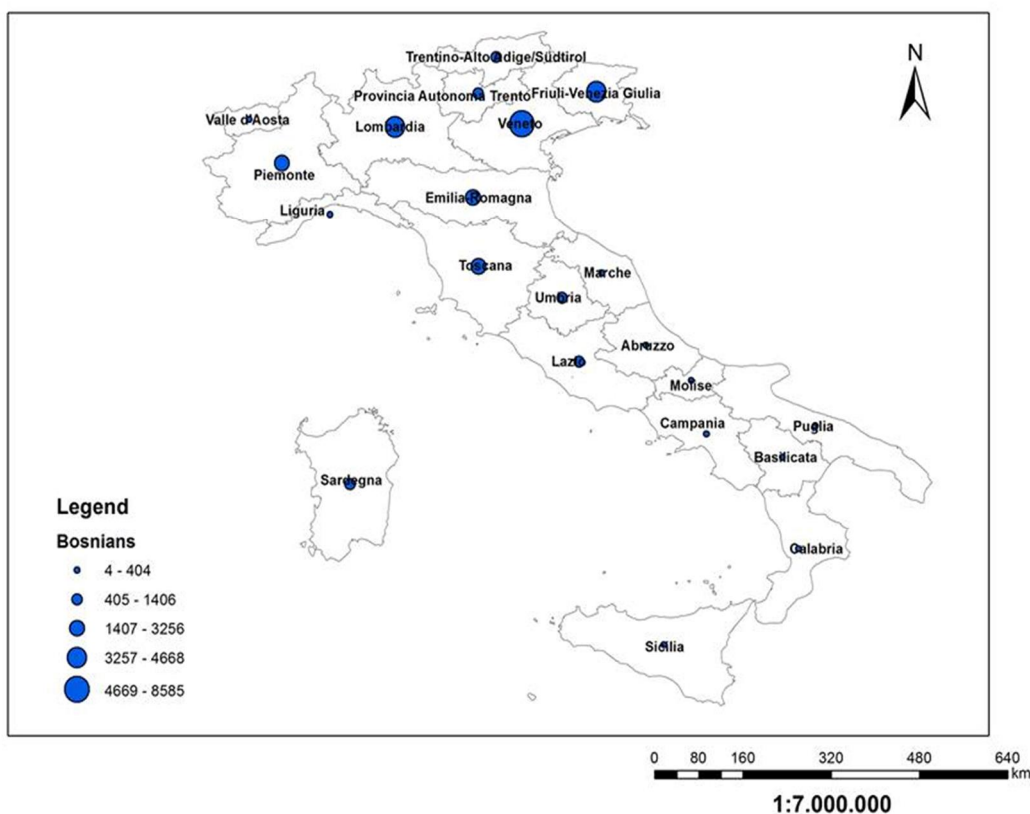 N
Trentino-Alto Adige/Südtirol
Provincia Autonoma Trento
Friuli-Venezia Giulia
Valle d'Aosta
Lombardia
Veneto
Piemonte
Emilia-Romagna
Liguria
Toscana
Marche
Umbria
Abruzzo
Lazio
Molise
Campania
Puglia
Basilicata
Sardegna
Calabria
Sicilia
Legend
Bosnians
4 - 404
405 - 1406
1407 - 3256
3257 - 4668
4669 - 8585
0 80 160 320 480 640
km
1:7.000.000